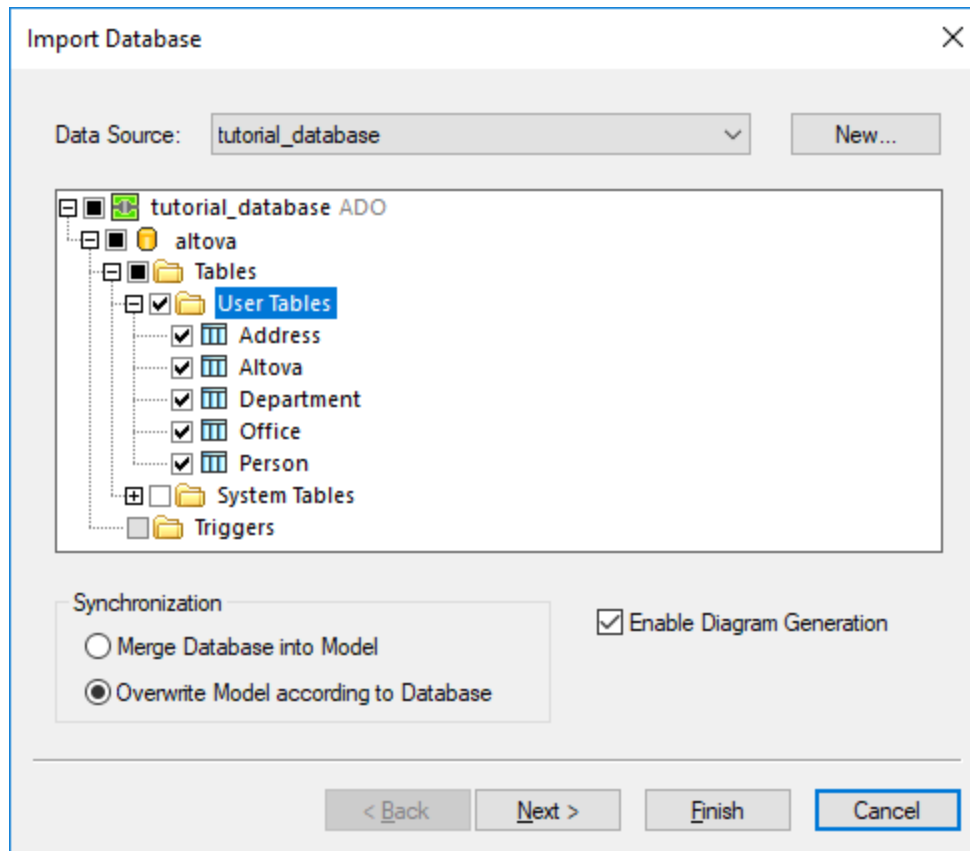 Import Database
Data Source: tutorial_database New...
tutorial_database ADO
altova
Tables
User Tables
Address
Altova
Department
Office
Person
System Tables
Triggers
Synchronization
Merge Database into Model
Overwrite Model according to Database
Enable Diagram Generation
< Back Next > Finish Cancel